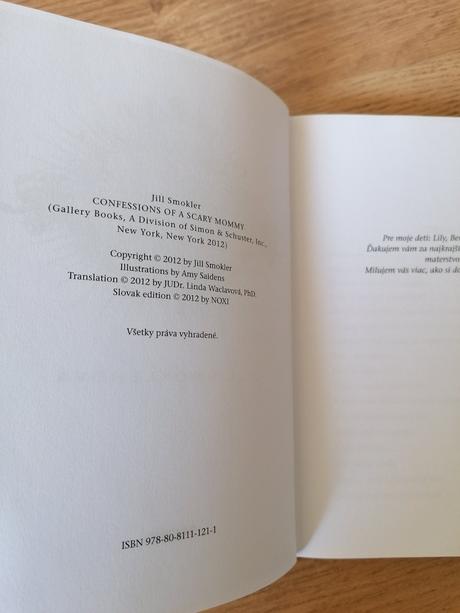 Jill Smokler
CONFESSIONS OF A SCARY MOMMY
(Gallery Books, A Division of Simon & Schuster, Inc.,
New York, New York 2012)
Copyright © 2012 by Jill Smokler
Illustrations by Amy Saidens
Translation © 2012 by JUDr. Linda Waclavová, PhD.
Slovak edition © 2012 by NOXI
Všetky práva vyhradené.
ISBN 978-80-8111-121-1
Pre moje deti: Lily,
Ďakujem vám za
Milujem vás viac, ako si